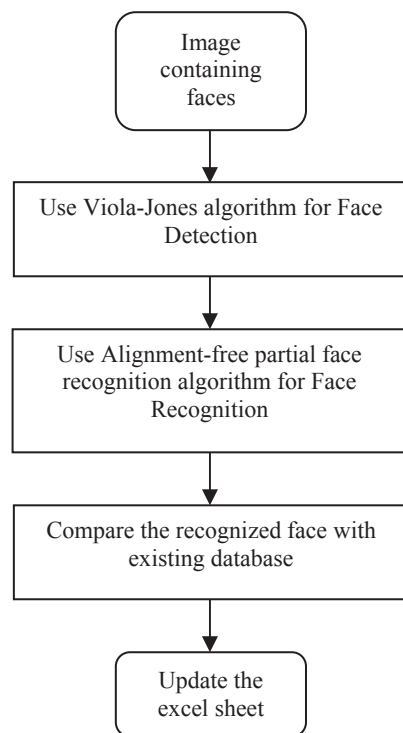 Image
containing
faces
Use Viola-Jones algorithm for Face
Detection
Use Alignment-free partial face
recognition algorithm for Face
Recognition
Compare the recognized face with
existing database
Update the
excel sheet